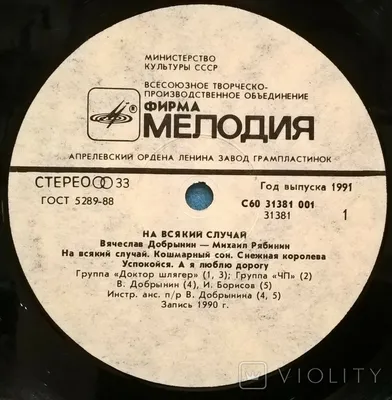 МИНИСТЕРСТВО
КУЛЬТУРЫ СССР
ВСЕСОЮЗНОЕ ТВОРЧЕСКО-
ПРОИЗВОДСТВЕННОЕ ОБЪЕДИНЕНИЕ
ФИРМА
МЕЛОДИЯ
АПРЕЛЕВСКИЙ ОРДЕНА ЛЕНИНА ЗАВОД ГРАМПЛАСТИНОК
СТЕРЕО 33
Год выпуска 1991
ГОСТ 5289-88
С60 31381 001
31381
1
НА ВСЯКИЙ СЛУЧАЙ
Вячеслав Добрынин — Михаил Рябинин
На всякий случай. Кошмарный сон. Снежная королева
Успокойся. А я люблю дорогу
Группа «Доктор шлягер» (1, 3); Группа «ЧП» (2)
В. Добрынин (4), И. Борисов (5)
Инстр. анс. п/р В. Добрынина (4, 5)
Запись 1990 г.
VIOLITY